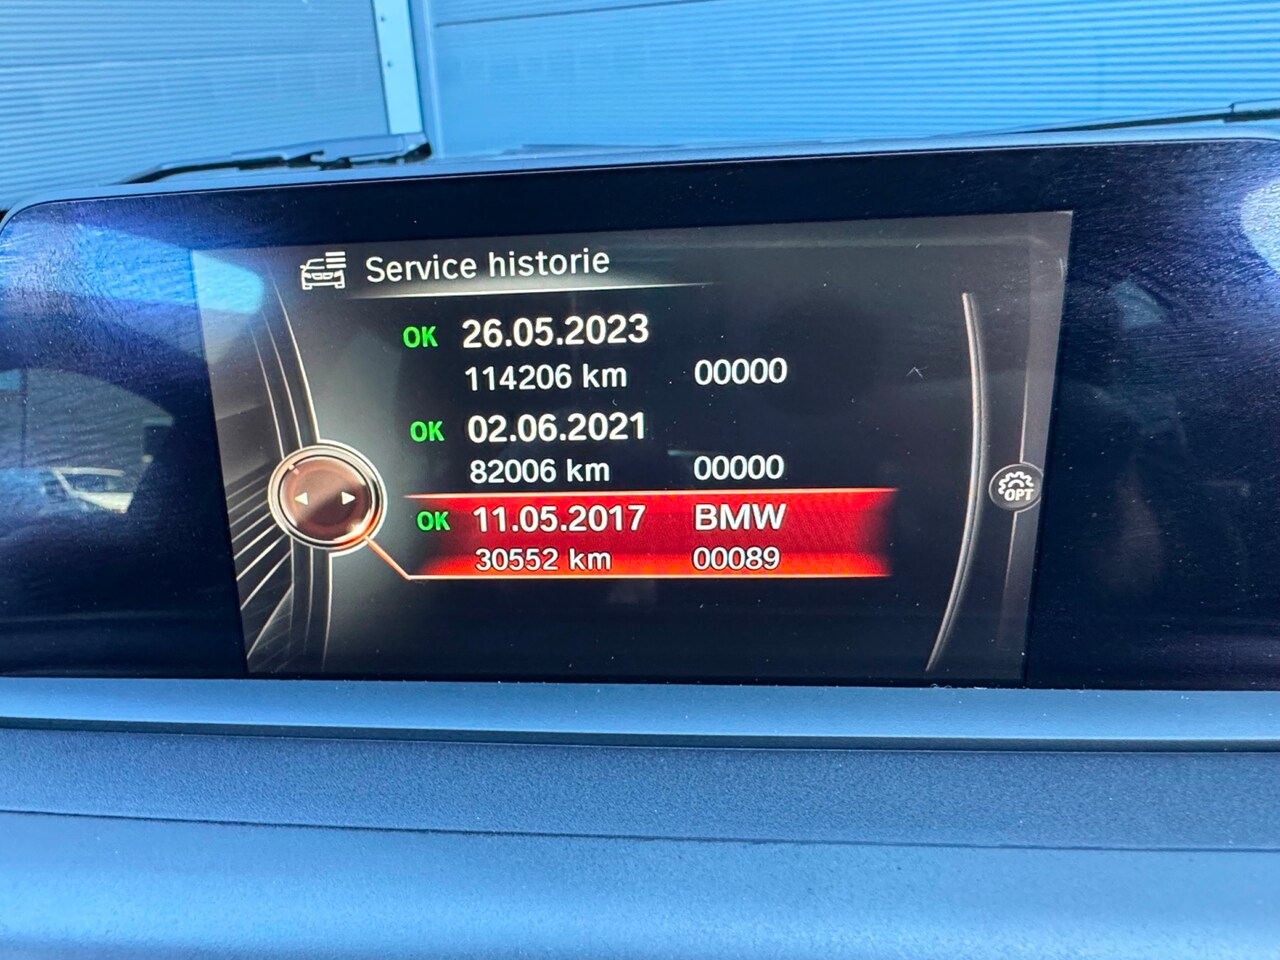 Service historie
OK 26.05.2023
114206 km 00000
OK 02.06.2021
82006 km 00000
OK 11.05.2017 BMW
30552 km 00089
OPT